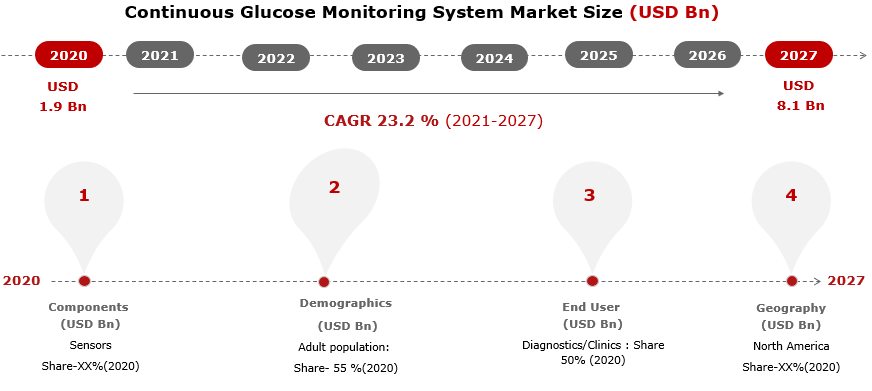 Continuous Glucose Monitoring System Market Size (USD Bn)
2020 2021 2022 2023 2024 2025 2026 2027
USD
1.9 Bn
USD
8.1 Bn
CAGR 23.2 % (2021-2027)
1 2 3 4
2020 2027
Components
(USD Bn)
Sensors
Share-XX%(2020)
Demographics
(USD Bn)
Adult population:
Share- 55 %(2020)
End User
(USD Bn)
Diagnostics/Clinics : Share
50% (2020)
Geography
(USD Bn)
North America
Share-XX%(2020)